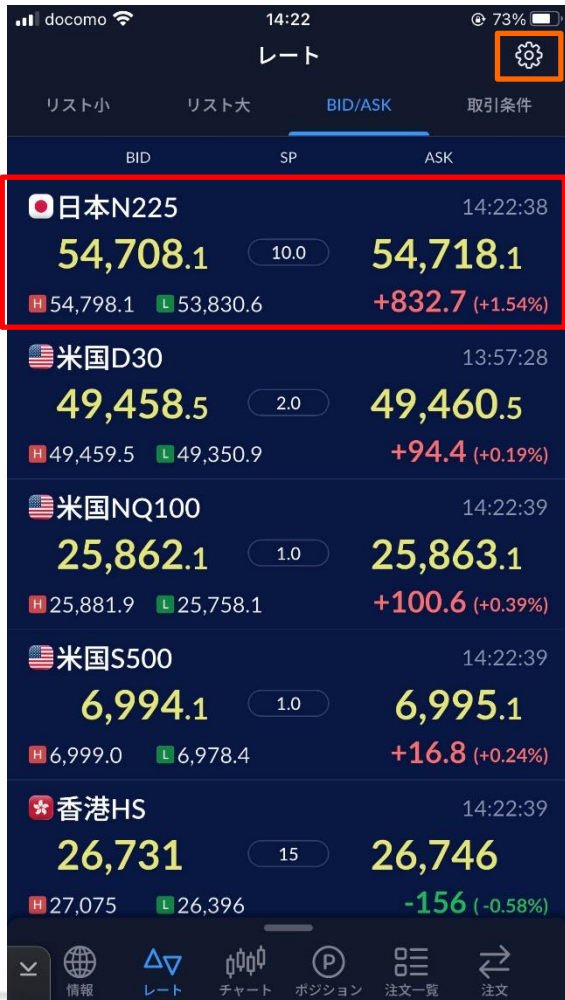 docomo 14:22 73%
レート
リスト小 リスト大 BID/ASK 取引条件
BID SP ASK
日本N225 14:22:38
54,708.1 10.0 54,718.1
H 54,798.1 L 53,830.6 +832.7 (+1.54%)
米国D30 13:57:28
49,458.5 2.0 49,460.5
H 49,459.5 L 49,350.9 +94.4 (+0.19%)
米国NQ100 14:22:39
25,862.1 1.0 25,863.1
H 25,881.9 L 25,758.1 +100.6 (+0.39%)
米国S500 14:22:39
6,994.1 1.0 6,995.1
H 6,999.0 L 6,978.4 +16.8 (+0.24%)
香港HS 14:22:39
26,731 15 26,746
H 27,075 L 26,396 -156 (-0.58%)
P
情報 レート チャート ポジション 注文一覧 注文